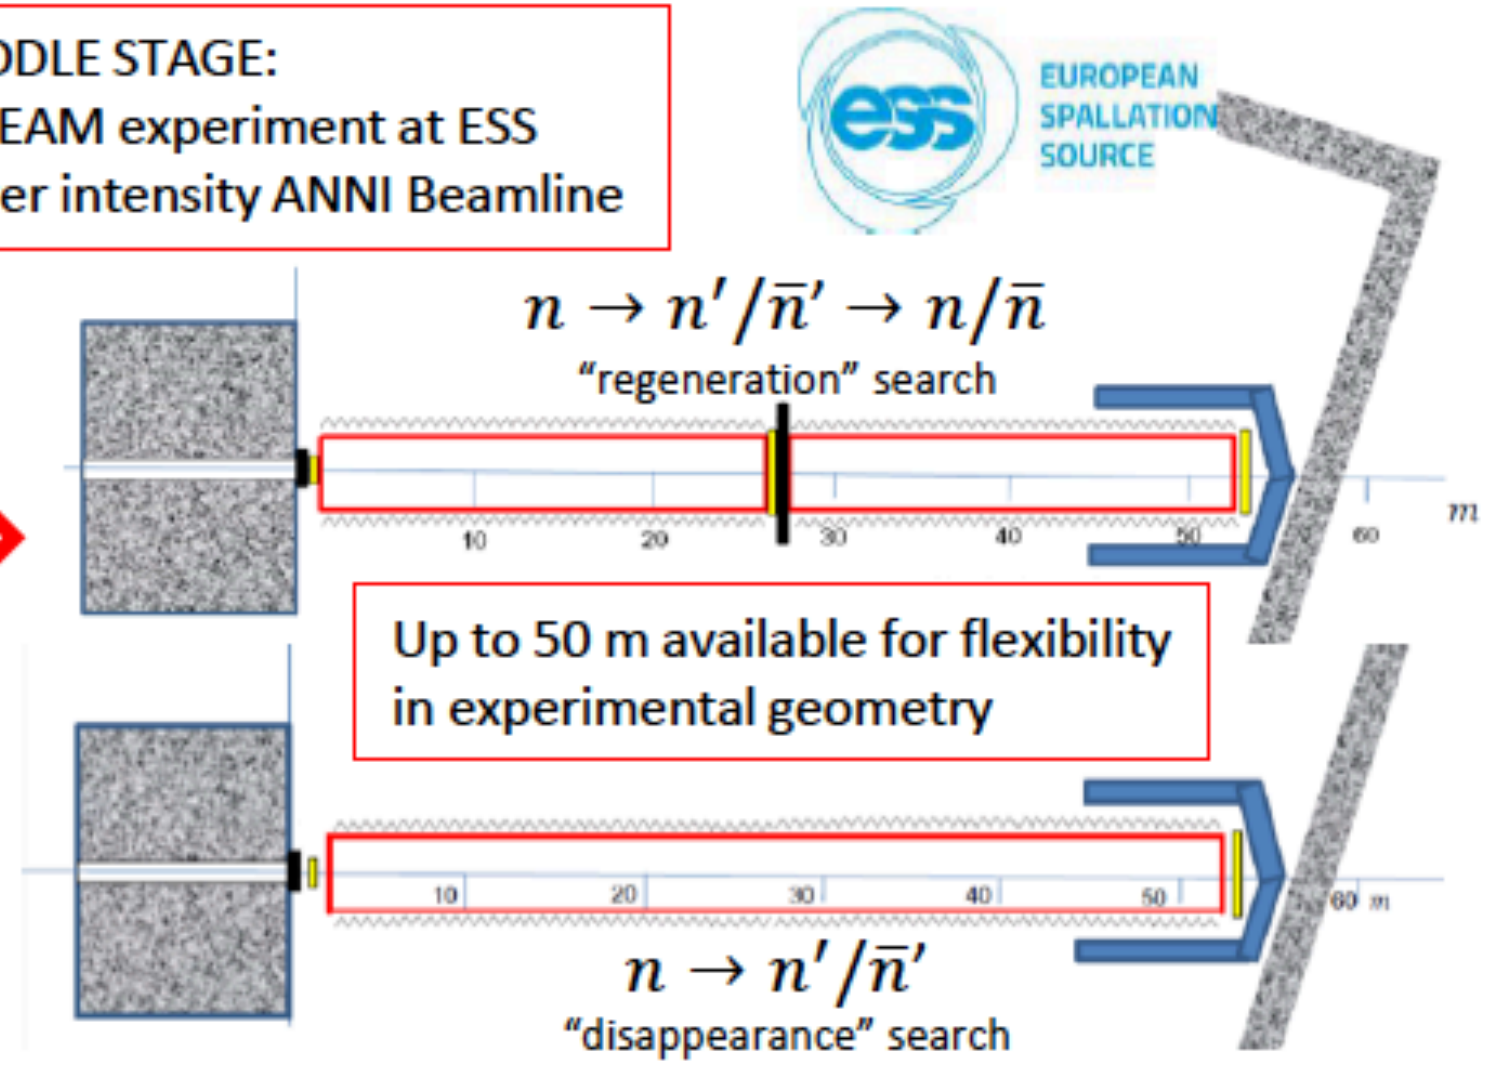 DDLE STAGE:
EAM experiment at ESS
er intensity ANNI Beamline
ess
EUROPEAN
SPALLATION
SOURCE
n → n′/n̅′ → n/n̅
“regeneration” search
10 20 30 40 50 60 m
Up to 50 m available for flexibility
in experimental geometry
10 20 30 40 50 60 m
n → n′/n̅′
“disappearance” search